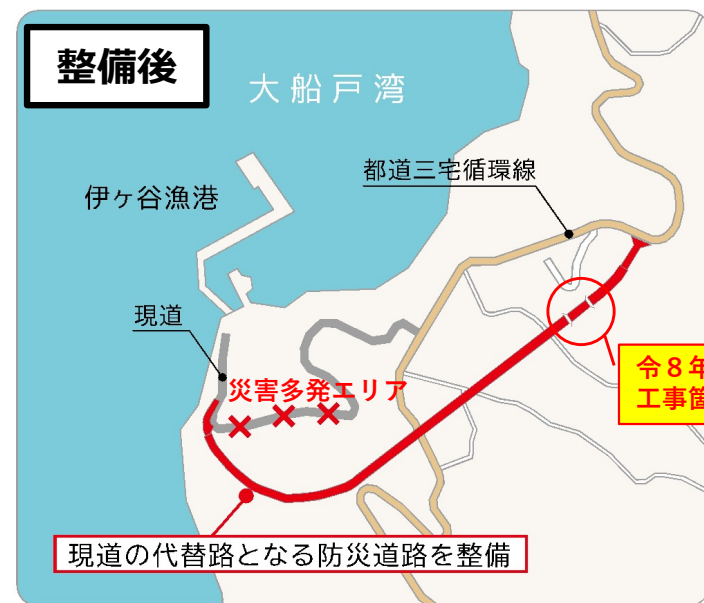 整備後
大船戸湾
都道三宅循環線
伊ヶ谷漁港
現道
災害多発エリア
令8年
工事箇
現道の代替路となる防災道路を整備